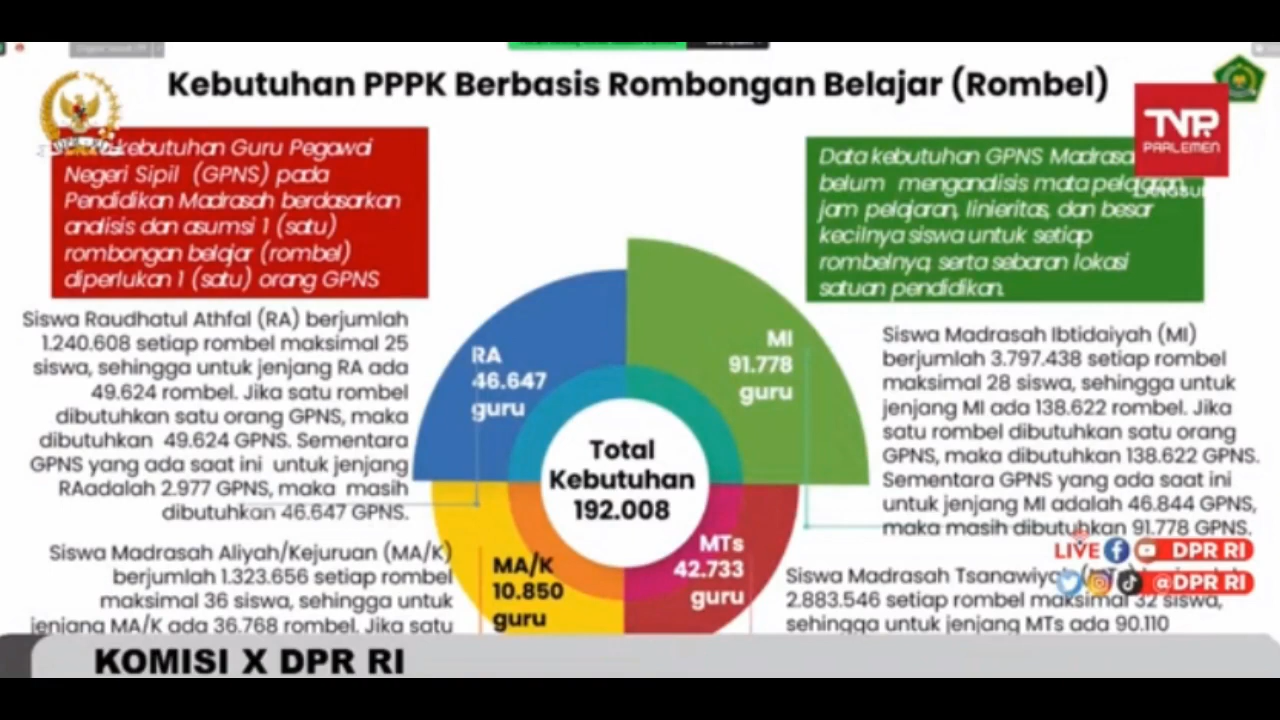 Kebutuhan PPPK Berbasis Rombongan Belajar (Rombel)
kebutuhan Guru Pegawai
Negeri Sipil (GPNS) pada
Pendidikan Madrasah berdasarkan
analisis dan asumsi 1 (satu)
rombongan belajar (rombel)
diperlukan 1 (satu) orang GPNS
Data kebutuhan GPNS Madrasa
belum mengandisis mata pelajaran,
jam pelajaran, linieritas, dan besar
kecilnya siswa untuk setiap
rombelnya, serta sebaran lokasi
satuan pendidikan.
TVP.
PARLEMEN
Siswa Raudhatul Athfal (RA) berjumlah
1.240.608 setiap rombel maksimal 25
siswa, sehingga untuk jenjang RA ada
49.624 rombel. Jika satu rombel
dibutuhkan satu orang GPNS, maka
dibutuhkan 49.624 GPNS. Sementara
GPNS yang ada saat ini untuk jenjang
RAadalah 2.977 GPNS, maka masih
dibutuhkan 46.647 GPNS.
RA
46.647
guru
MI
91.778
guru
Total
Kebutuhan
192.008
Siswa Madrasah Ibtidaiyah (MI)
berjumlah 3.797.438 setiap rombel
maksimal 28 siswa, sehingga untuk
jenjang MI ada 138.622 rombel. Jika
satu rombel dibutuhkan satu orang
GPNS, maka dibutuhkan 138.622 GPNS.
Sementara GPNS yang ada saat ini
untuk jenjang MI adalah 46.844 GPNS,
maka masih dibutuhkan 91.778 GPNS.
Siswa Madrasah Aliyah/Kejuruan (MA/K)
berjumlah 1.323.656 setiap rombel
maksimal 36 siswa, sehingga untuk
jenjang MA/K ada 36.768 rombel. Jika satu
MA/K
10.850
guru
MTs
42.733
guru
Siswa Madrasah Tsanawiyah
2.883.546 setiap rombel maksimal 32 siswa,
sehingga untuk jenjang MTs ada 90.110
LIVE DPR RI
@DPR RI
KOMISI X DPR RI